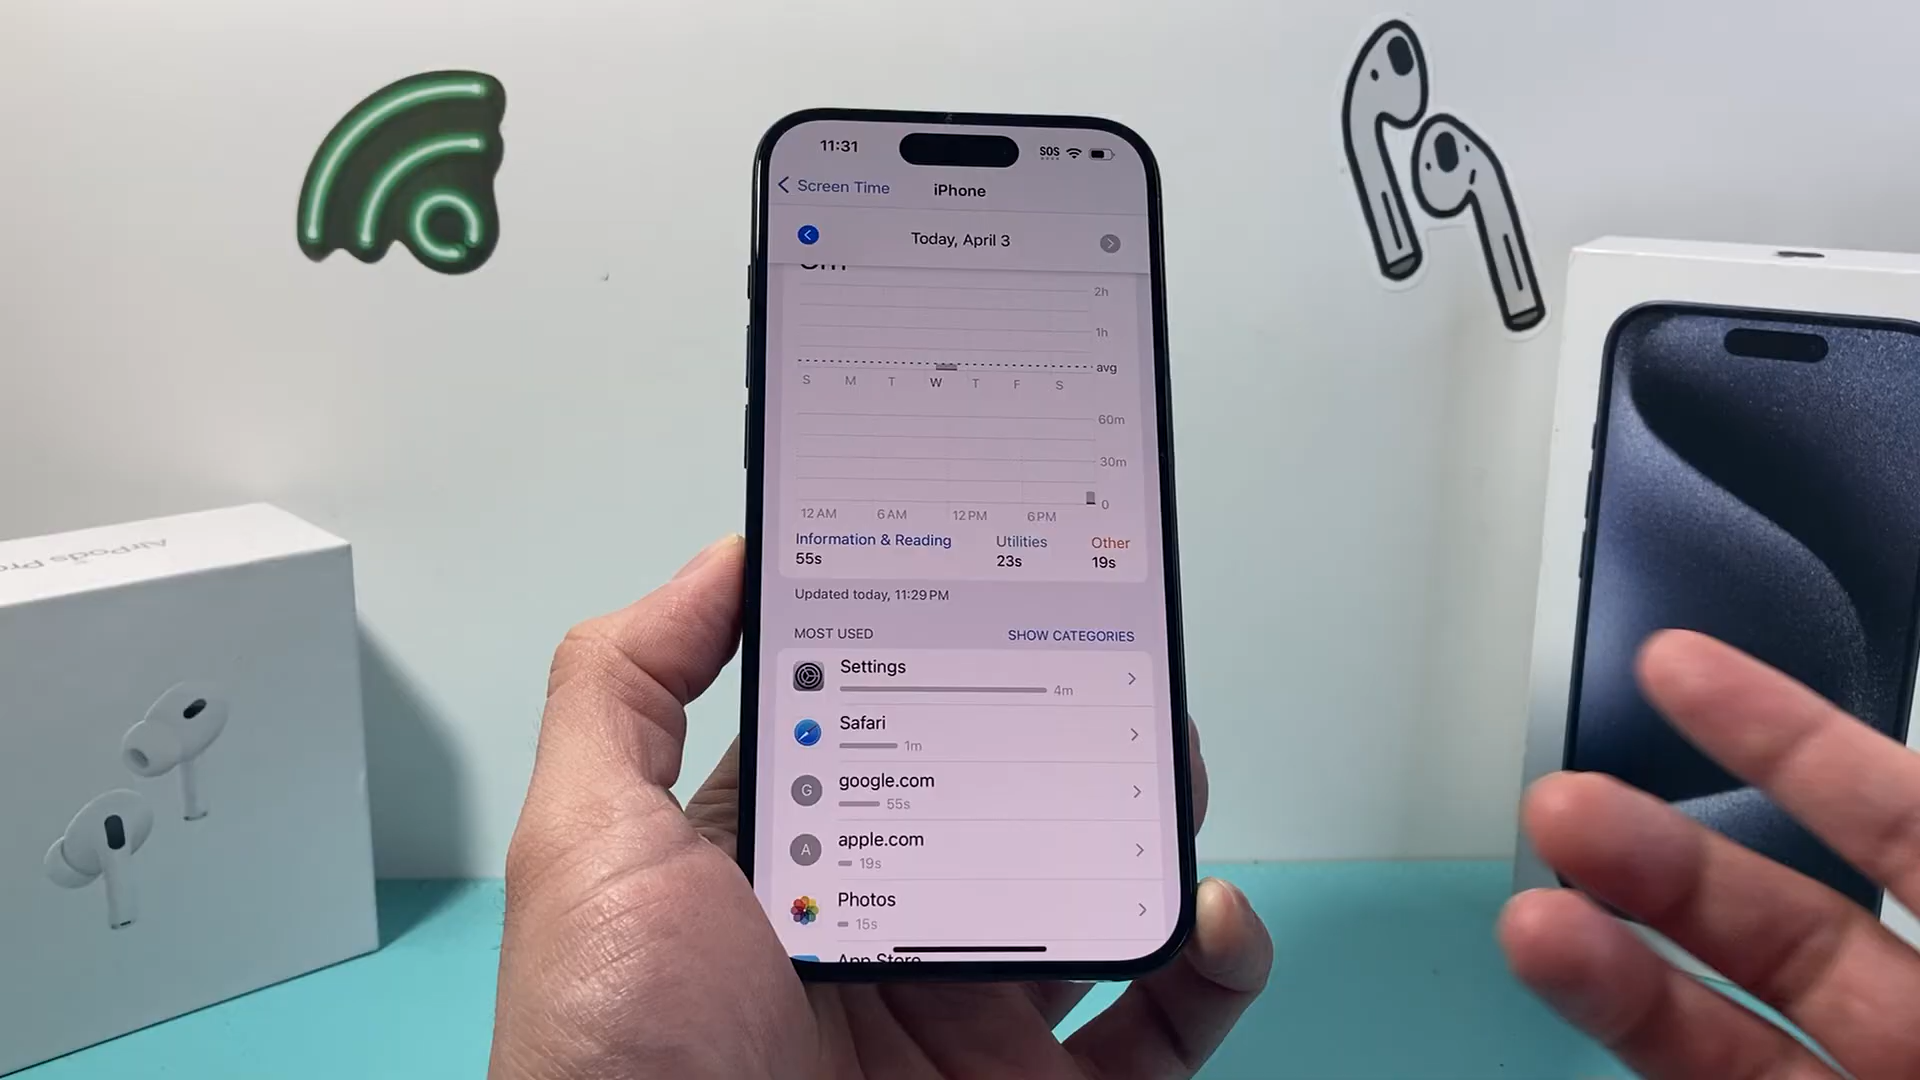 11:31
SOS
Screen Time
iPhone
Today, April 3
2h
1h
avg
S M T W T F S
60m
30m
0
12 AM 6 AM 12 PM 6 PM
Information & Reading Utilities Other
55s 23s 19s
Updated today, 11:29 PM
MOST USED SHOW CATEGORIES
Settings
4m
Safari
1m
G google.com
55s
A apple.com
19s
Photos
15s
App Store
AirPods Pro